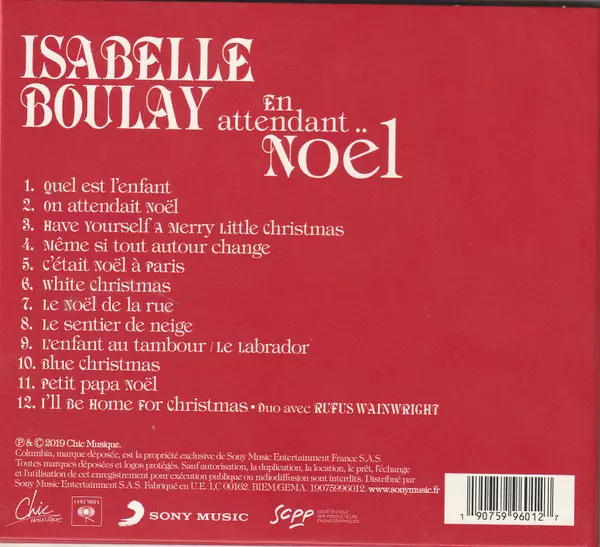 ISABELLE
BOULAY
En
attendant
Noël
1. Quel est l'enfant
2. On attendait Noël
3. Have Yourself A Merry Little Christmas
4. Même si tout autour change
5. C'était Noël à Paris
6. White Christmas
7. Le Noël de la rue
8. Le sentier de neige
9. L'enfant au tambour / Le Labrador
10. Blue Christmas
11. Petit papa Noël
12. I'll Be Home For Christmas • Duo avec RUFUS WAINWRIGHT
℗ & © 2019 Chic Musique.
Columbia, marque déposée, est la propriété exclusive de Sony Music Entertainment France S.A.S.
Toutes marques déposées et logos protégés. Sauf autorisation, la duplication, la location, le prêt, l'échange
et l'utilisation de cet enregistrement pour exécution publique ou radiodiffusion sont interdits. Distribué par
Sony Music Entertainment S.A.S. Fabriqué en U.E. LC 00162. BIEM/GEMA. 19075996012. www.sonymusic.fr
Chic
musique
COLUMBIA
SONY MUSIC
scpp
SOCIÉTÉ CIVILE
DES PRODUCTEURS
PHONOGRAPHIQUES
1 90759 96012 7